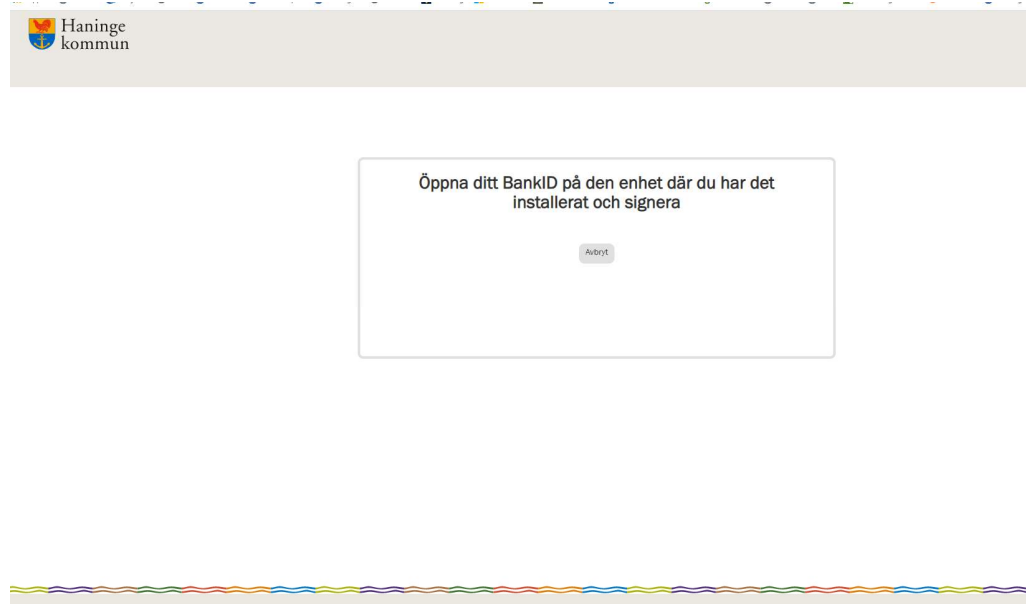 Haninge
kommun
Öppna ditt BankID på den enhet där du har det
installerat och signera
Avbryt